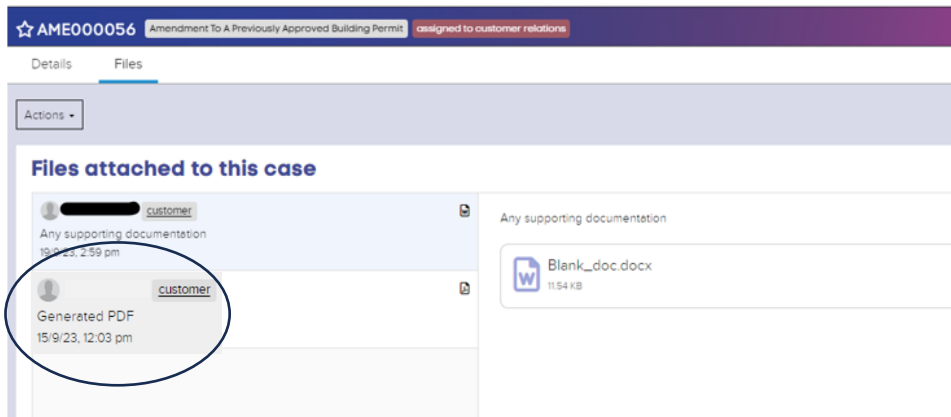 AME000056 Amendment To A Previously Approved Building Permit assigned to customer relations
Details Files
Actions
Files attached to this case
customer
Any supporting documentation
19/9/23, 2:59 pm
customer
Generated PDF
15/9/23, 12:03 pm
Any supporting documentation
Blank_doc.docx
W 11.54 KB